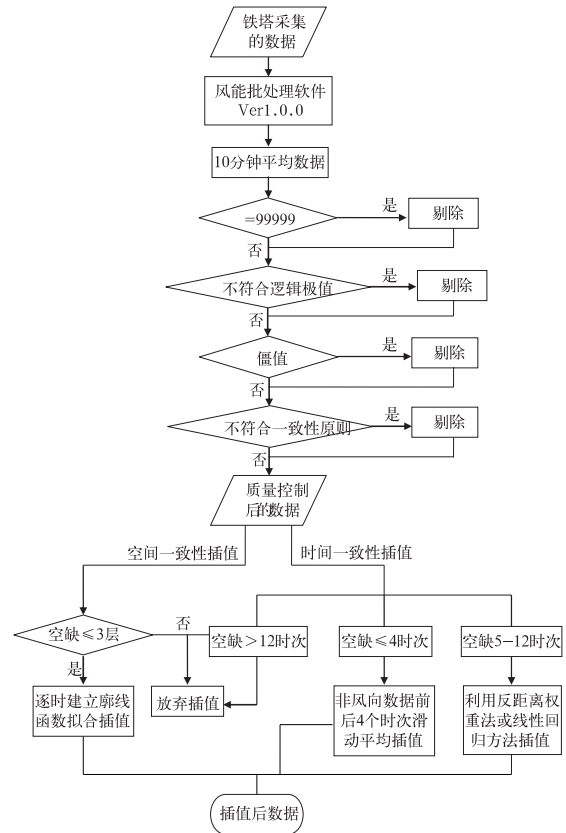 铁塔采集
的数据
风能批处理软件
Ver1.0.0
10分钟平均数据
=99999
是
剔除
否
不符合逻辑极值
是
剔除
否
僵值
是
剔除
否
不符合一致性原则
是
剔除
否
质量控制
后的数据
空间一致性插值
时间一致性插值
空缺≤3层
否
空缺>12时次
空缺≤4时次
空缺5-12时次
是
逐时建立廓线
函数拟合插值
放弃插值
非风向数据前
后4个时次滑
动平均插值
利用反距离权
重法或线性回
归方法插值
插值后数据